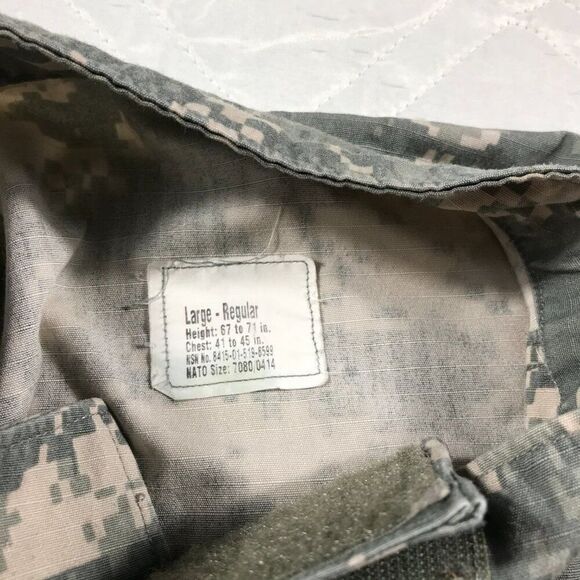 Large - Regular
Height: 67 to 71 in.
Chest: 41 to 45 in.
NSN No. 8415-01-519-8599
NATO Size: 7080/0414